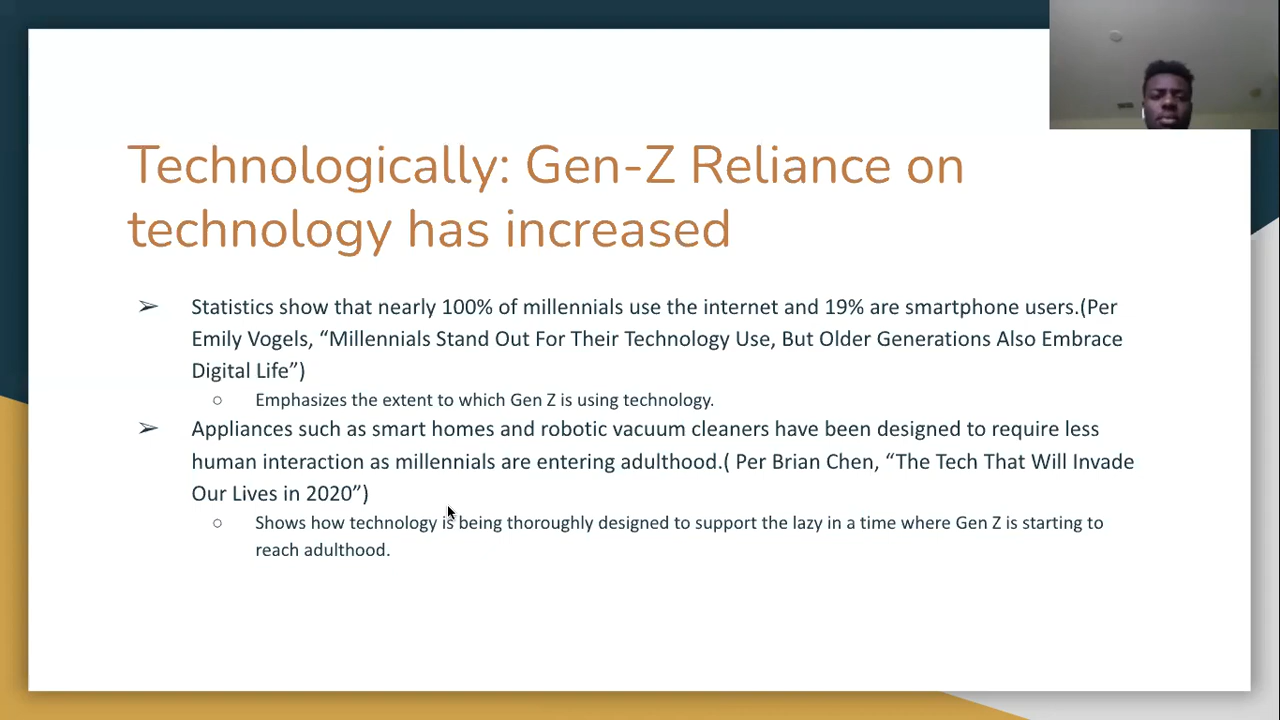 Technologically: Gen-Z Reliance on
technology has increased
➢ Statistics show that nearly 100% of millennials use the internet and 19% are smartphone users.(Per
Emily Vogels, “Millennials Stand Out For Their Technology Use, But Older Generations Also Embrace
Digital Life”)
○ Emphasizes the extent to which Gen Z is using technology.
➢ Appliances such as smart homes and robotic vacuum cleaners have been designed to require less
human interaction as millennials are entering adulthood.( Per Brian Chen, “The Tech That Will Invade
Our Lives in 2020”)
○ Shows how technology is being thoroughly designed to support the lazy in a time where Gen Z is starting to
reach adulthood.